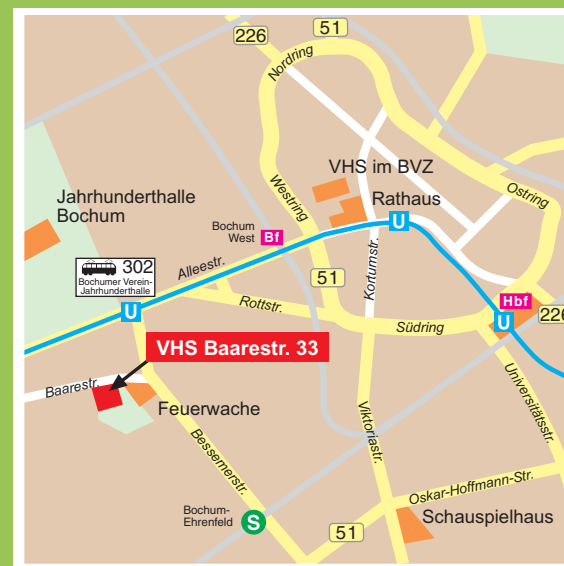 51
226
Nordring
VHS im BVZ
Rathaus
Ostring
Westring
Jahrhunderthalle
Bochum
Bochum
West
Bf
U
Kortumstr.
302
Bochumer Verein-
Jahrhunderthalle
Alleestr.
51
Hbf
U
Rottstr.
U
Südring
226
VHS Baarestr. 33
Baarestr.
Feuerwache
Universitätsstr.
Viktoriastr.
Bessemerstr.
Oskar-Hoffmann-Str.
Bochum-
Ehrenfeld
S
51
Schauspielhaus